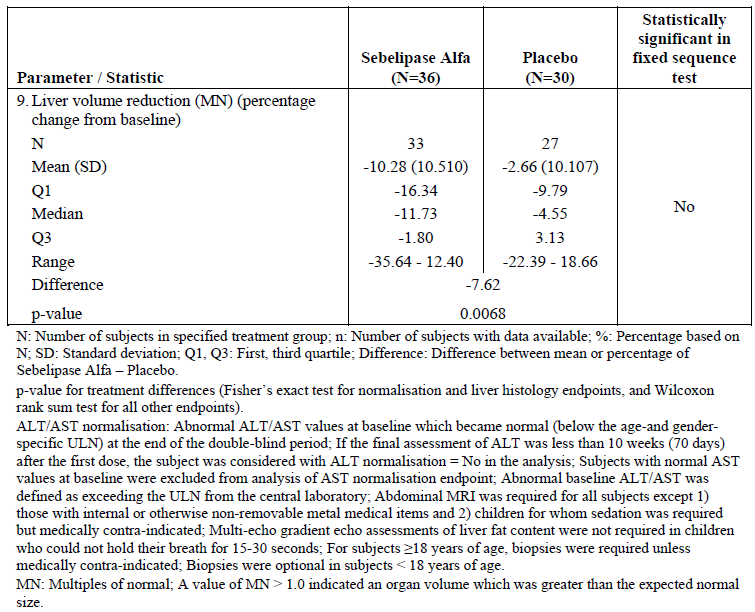 Parameter / Statistic
Sebelipase Alfa
(N=36)
Placebo
(N=30)
Statistically
significant in
fixed sequence
test
9. Liver volume reduction (MN) (percentage
change from baseline)
N 33 27
Mean (SD) -10.28 (10.510) -2.66 (10.107)
Q1 -16.34 -9.79
Median -11.73 -4.55
Q3 -1.80 3.13
Range -35.64 - 12.40 -22.39 - 18.66
Difference -7.62
p-value 0.0068
No
N: Number of subjects in specified treatment group; n: Number of subjects with data available; %: Percentage based on
N; SD: Standard deviation; Q1, Q3: First, third quartile; Difference: Difference between mean or percentage of
Sebelipase Alfa – Placebo.
p-value for treatment differences (Fisher’s exact test for normalisation and liver histology endpoints, and Wilcoxon
rank sum test for all other endpoints).
ALT/AST normalisation: Abnormal ALT/AST values at baseline which became normal (below the age-and gender-
specific ULN) at the end of the double-blind period; If the final assessment of ALT was less than 10 weeks (70 days)
after the first dose, the subject was considered with ALT normalisation = No in the analysis; Subjects with normal AST
values at baseline were excluded from analysis of AST normalisation endpoint; Abnormal baseline ALT/AST was
defined as exceeding the ULN from the central laboratory; Abdominal MRI was required for all subjects except 1)
those with internal or otherwise non-removable metal medical items and 2) children for whom sedation was required
but medically contra-indicated; Multi-echo gradient echo assessments of liver fat content were not required in children
who could not hold their breath for 15-30 seconds; For subjects ≥18 years of age, biopsies were required unless
medically contra-indicated; Biopsies were optional in subjects < 18 years of age.
MN: Multiples of normal; A value of MN > 1.0 indicated an organ volume which was greater than the expected normal
size.